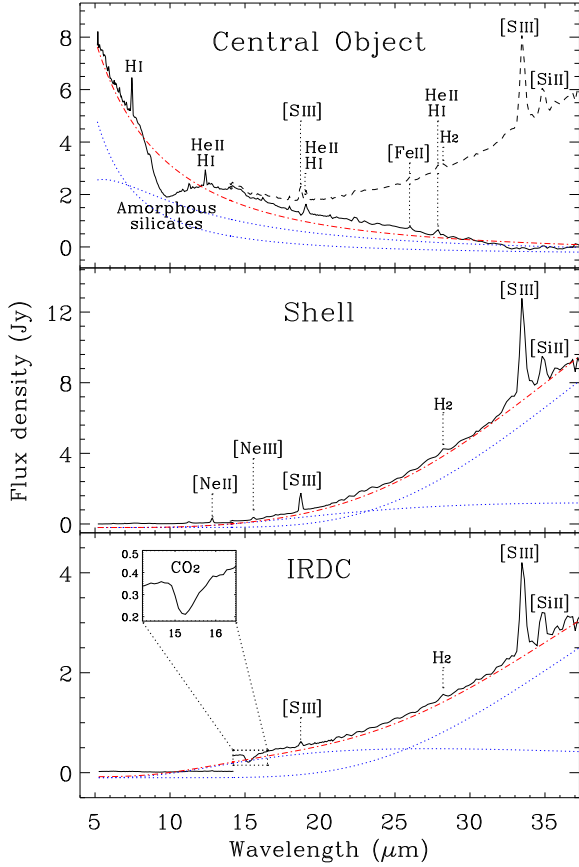 Central Object
[SIII]
[SiII]
HI
[SIII]
HeII
HI
H2
HeII
HI
HeII
HI
[FeII]
Amorphous
silicates
8
6
4
2
0
Shell
[SIII]
[SiII]
H2
[NeIII]
[NeII]
[SIII]
12
8
4
0
Flux density (Jy)
IRDC
[SIII]
[SiII]
CO2
0.5
0.4
0.3
0.2
15 16
H2
[SIII]
4
2
0
5 10 15 20 25 30 35
Wavelength (μm)